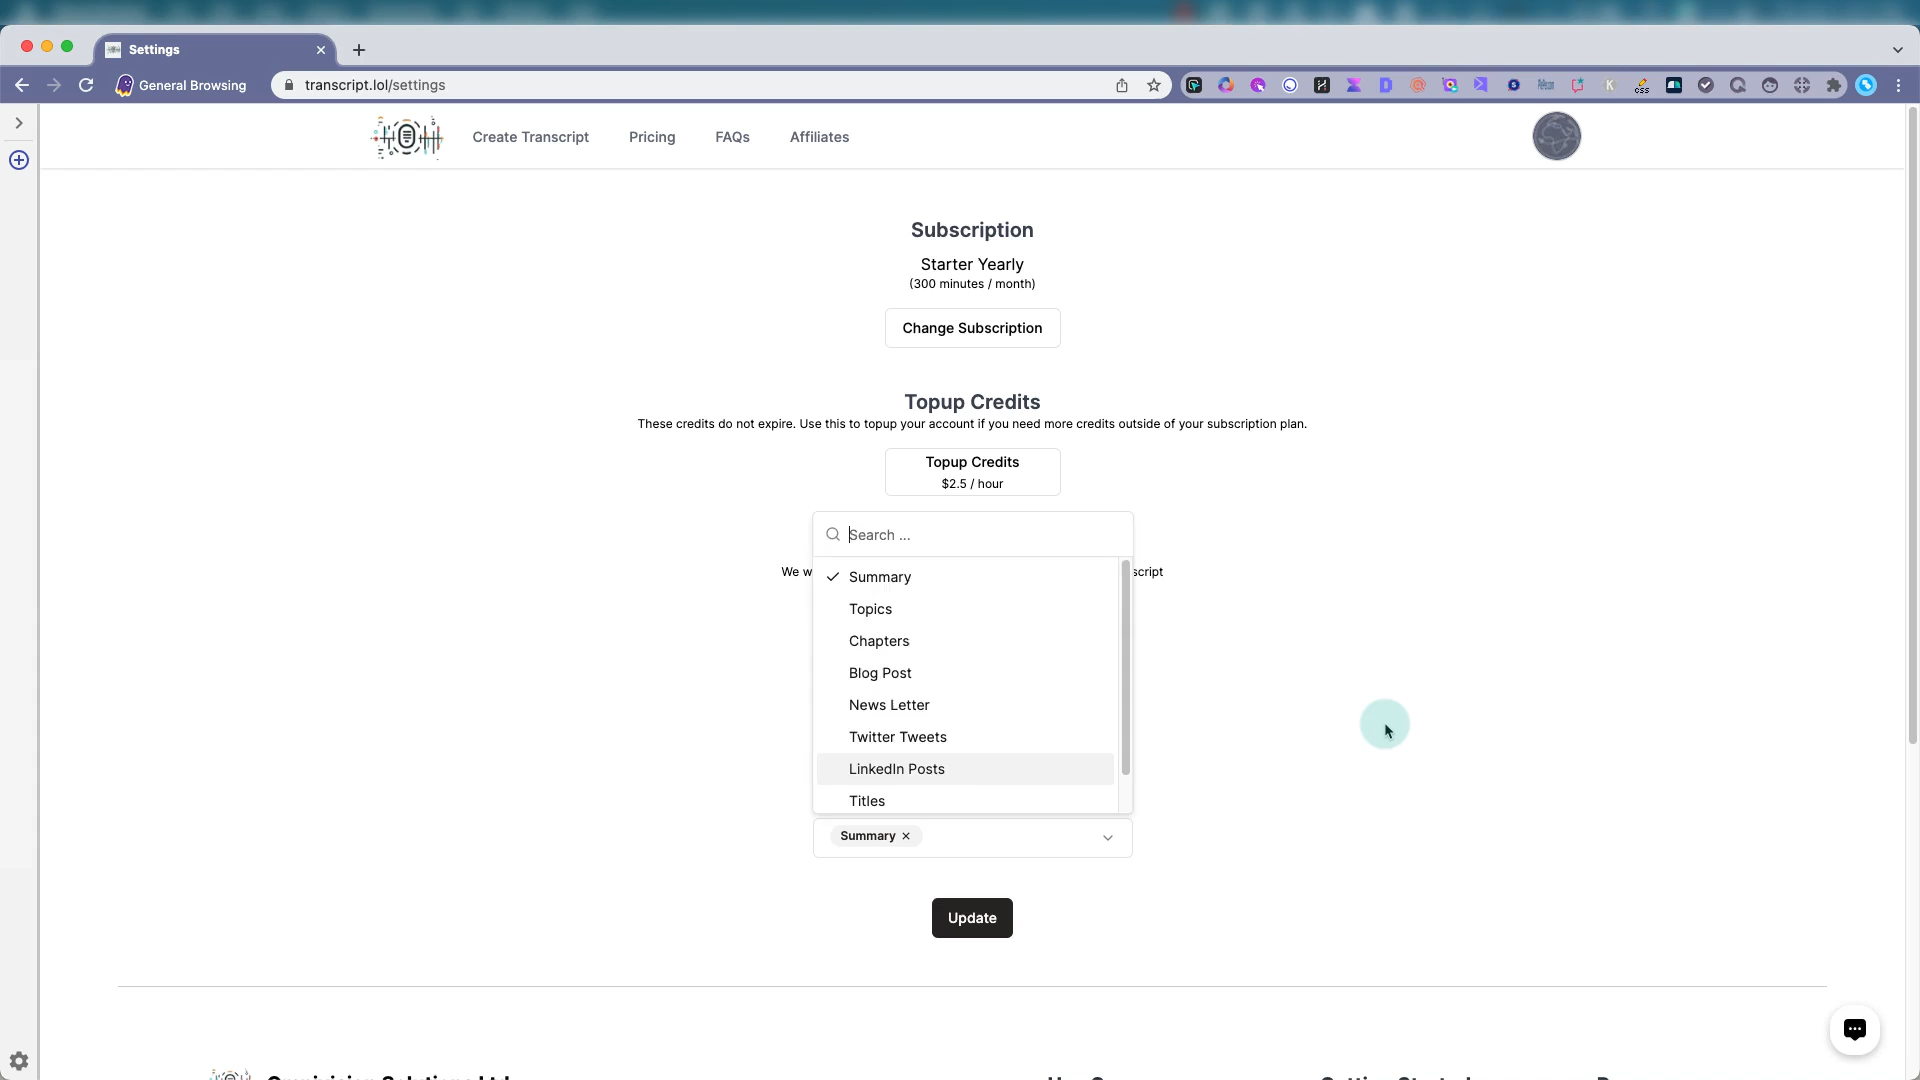 Settings
General Browsing
transcript.lol/settings
Create Transcript
Pricing
FAQs
Affiliates
Subscription
Starter Yearly
(300 minutes / month)
Change Subscription
Topup Credits
These credits do not expire. Use this to topup your account if you need more credits outside of your subscription plan.
Topup Credits
$2.5 / hour
Search ...
We w
script
Summary
Topics
Chapters
Blog Post
News Letter
Twitter Tweets
LinkedIn Posts
Titles
Summary
Update